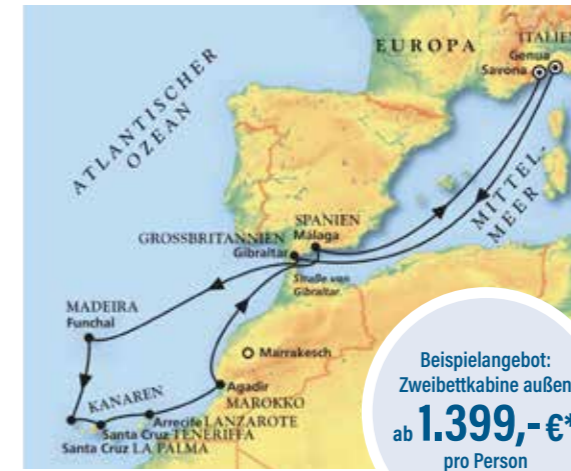 EUROPA
ITALIEN
Genua
Savona
ATLANTISCHER
OZEAN
MITTEL-
MEER
SPANIEN
Málaga
GROSSBRITANNIEN
Gibraltar
Straße von
Gibraltar
MADEIRA
Funchal
Marrakesch
Agadir
MAROKKO
KANAREN
Arrecife LANZAROTE
Santa Cruz TENERIFFA
Santa Cruz LA PALMA
Beispielangebot:
Zweibettkabine außen
ab 1.399,- €*
pro Person